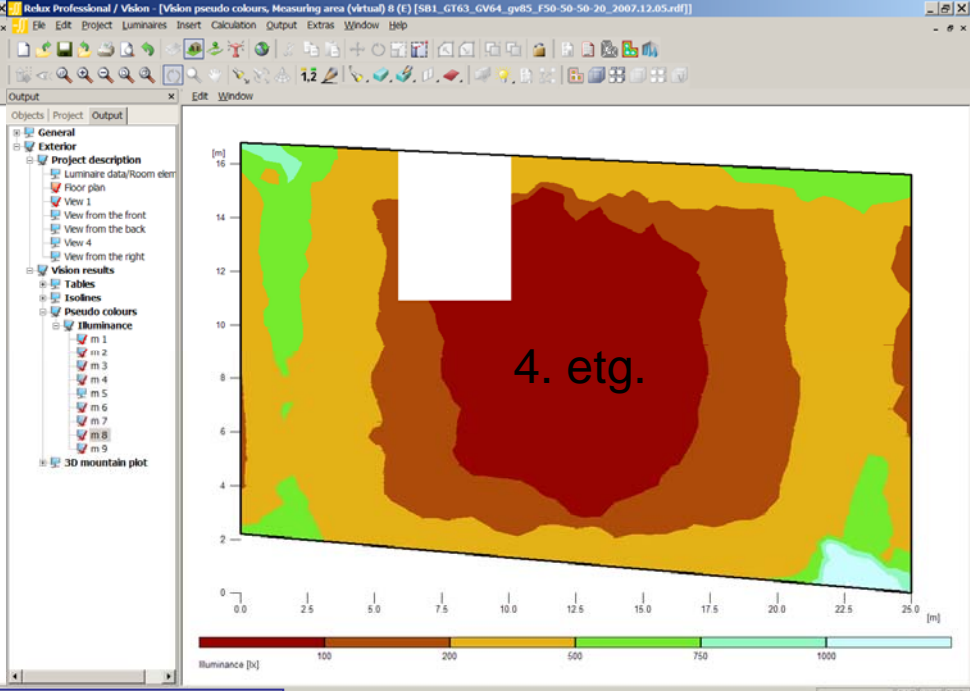 Relux Professional / Vision - [Vision pseudo colours, Measuring area (virtual) 8 (E) [SB1_GT63_GV64_gv85_F50-50-50-20_2007.12.05.rdf]]
File Edit Project Luminaires Insert Calculation Output Vision Extras Window Help
1,2
Output
Edit Window
Objects Project Output
General
Exterior
Project description
Luminaire data/Room elem
Floor plan
View 1
View from the front
View from the back
View 4
View from the right
Vision results
Tables
Isolines
Pseudo colours
Illuminance
m 1
m 2
m 3
m 4
m 5
m 6
m 7
m 8
m 9
3D mountain plot
[m]
16
14
12
10
8
6
4
2
0
4. etg.
0.0 2.5 5.0 7.5 10.0 12.5 15.0 17.5 20.0 22.5 25.0
[m]
100 200 500 750 1000
Illuminance [lx]